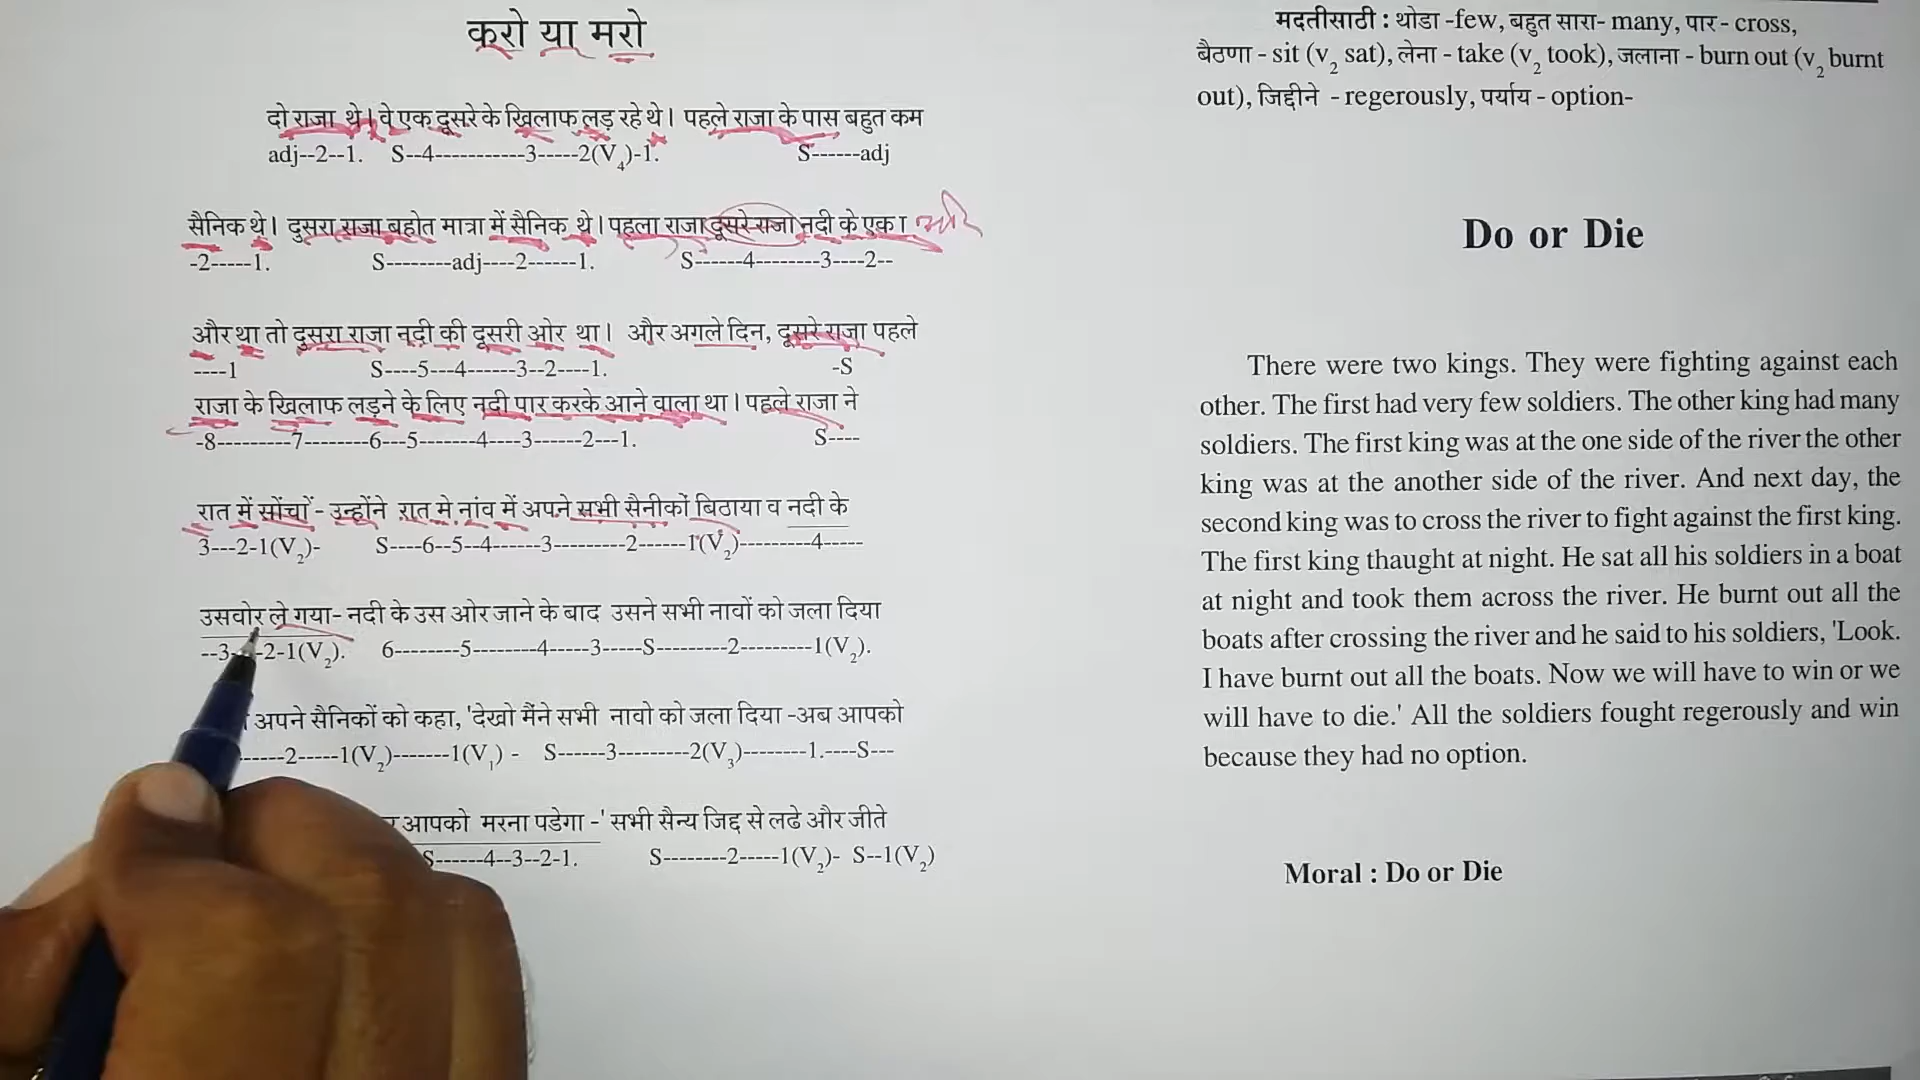 करो या मरो
दो राजा थे। वे एक दूसरे के खिलाफ लड़ रहे थे। पहले राजा के पास बहुत कम
adj--2--1. S--4-----------3-----2(V₄)-1. S------adj
सैनिक थे। दुसरा राजा बहोत मात्रा में सैनिक थे। पहला राजा दूसरे राजा नदी के एक
-2-----1. S--------adj----2------1. S------4--------3----2--
और था तो दुसरा राजा नदी की दूसरी ओर था। और अगले दिन, दूसरे राजा पहले
----1 S----5---4------3--2----1. -S
राजा के खिलाफ लड़ने के लिए नदी पार करके आने वाला था। पहले राजा ने
-8---------7--------6---5-------4----3------2---1. S----
रात में सोंचों - उन्होंने रात मे नांव में अपने सभी सैनीकों बिठाया व नदी के
3---2-1(V₂)- S----6--5--4------3---------2------1(V₂)---------4-----
उसवोर ले गया- नदी के उस ओर जाने के बाद उसने सभी नावों को जला दिया
--3---2-1(V₂). 6--------5--------4-----3-----S---------2----------1(V₂).
अपने सैनिकों को कहा, 'देखो मैंने सभी नावो को जला दिया -अब आपको
------2-----1(V₂)-------1(V₁) - S------3---------2(V₃)--------1.----S---
आपको मरना पडेगा -' सभी सैन्य जिद्द से लढे और जीते
S------4--3--2-1. S--------2-----1(V₂)- S--1(V₂)
मदतीसाठी : थोडा -few, बहुत सारा- many, पार - cross,
बैठणा - sit (v₂ sat), लेना - take (v₂ took), जलाना - burn out (v₂ burnt
out), जिद्दीने - regerously, पर्याय - option-
Do or Die
There were two kings. They were fighting against each
other. The first had very few soldiers. The other king had many
soldiers. The first king was at the one side of the river the other
king was at the another side of the river. And next day, the
second king was to cross the river to fight against the first king.
The first king thaught at night. He sat all his soldiers in a boat
at night and took them across the river. He burnt out all the
boats after crossing the river and he said to his soldiers, 'Look.
I have burnt out all the boats. Now we will have to win or we
will have to die.' All the soldiers fought regerously and win
because they had no option.
Moral : Do or Die